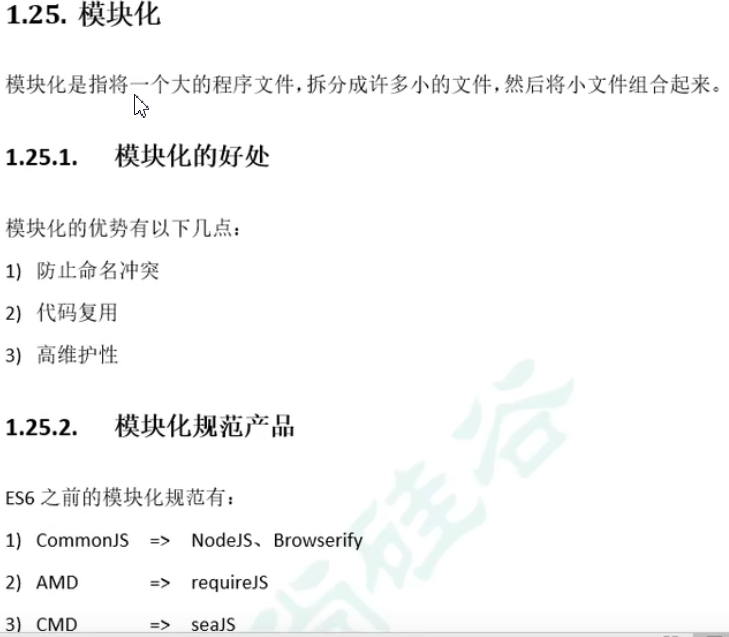 1.25. 模块化
模块化是指将一个大的程序文件，拆分成许多小的文件，然后将小文件组合起来。
1.25.1. 模块化的好处
模块化的优势有以下几点：
1) 防止命名冲突
2) 代码复用
3) 高维护性
1.25.2. 模块化规范产品
ES6 之前的模块化规范有：
1) CommonJS => NodeJS、Browserify
2) AMD => requireJS
3) CMD => seaJS
尚硅谷